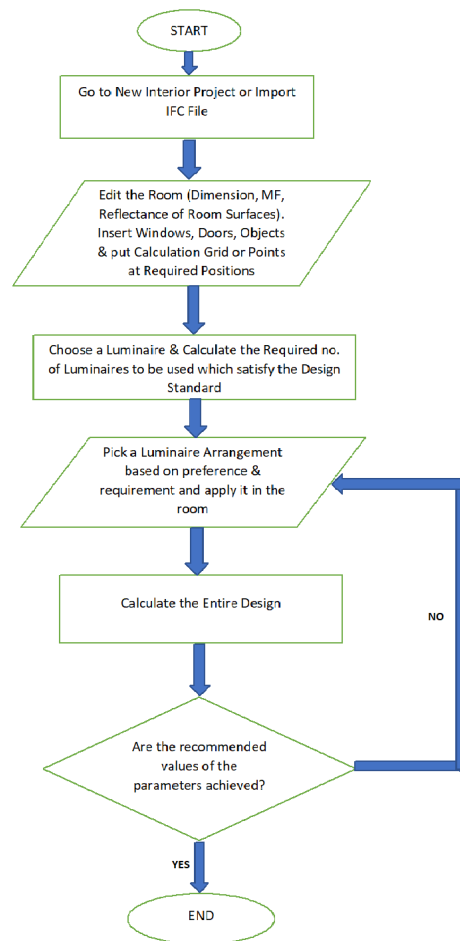 START
Go to New Interior Project or Import
IFC File
Edit the Room (Dimension, MF,
Reflectance of Room Surfaces).
Insert Windows, Doors, Objects
& put Calculation Grid or Points
at Required Positions
Choose a Luminaire & Calculate the Required no.
of Luminaires to be used which satisfy the Design
Standard
Pick a Luminaire Arrangement
based on preference &
requirement and apply it in the
room
Calculate the Entire Design
NO
Are the recommended
values of the
parameters achieved?
YES
END